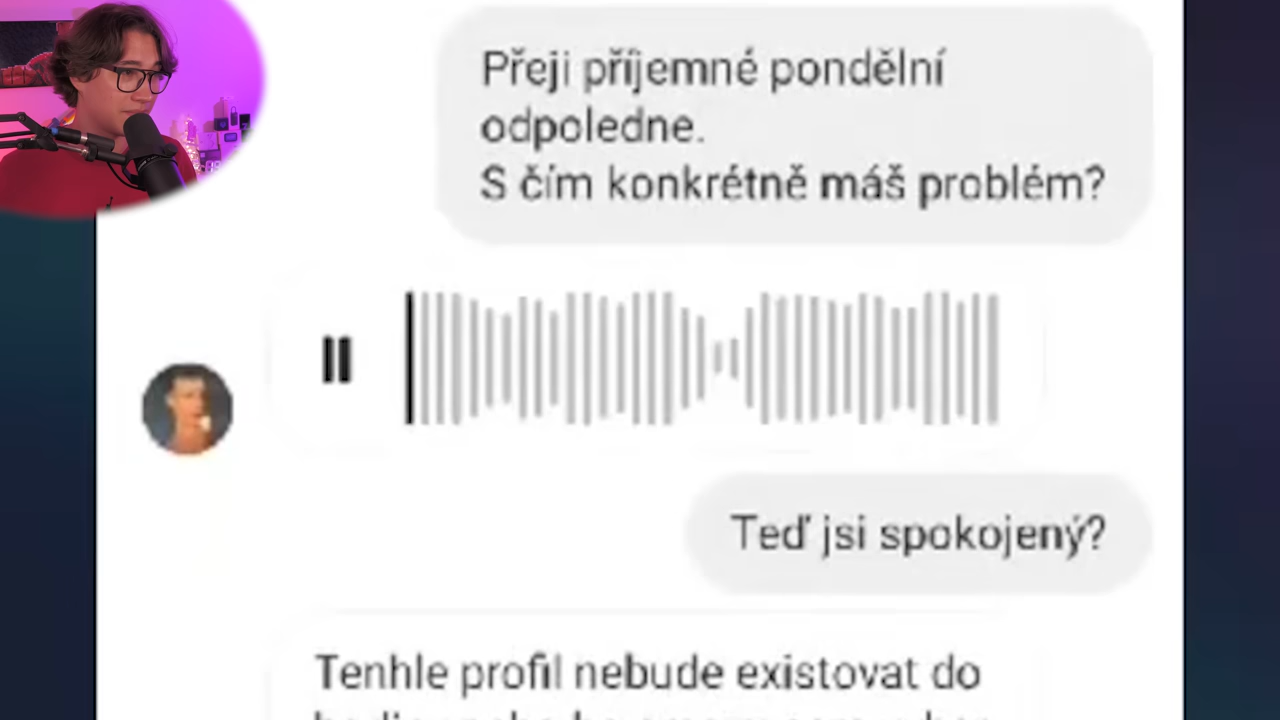 Přeji příjemné pondělní
odpoledne.
S čím konkrétně máš problém?
Teď jsi spokojený?
Tenhle profil nebude existovat do